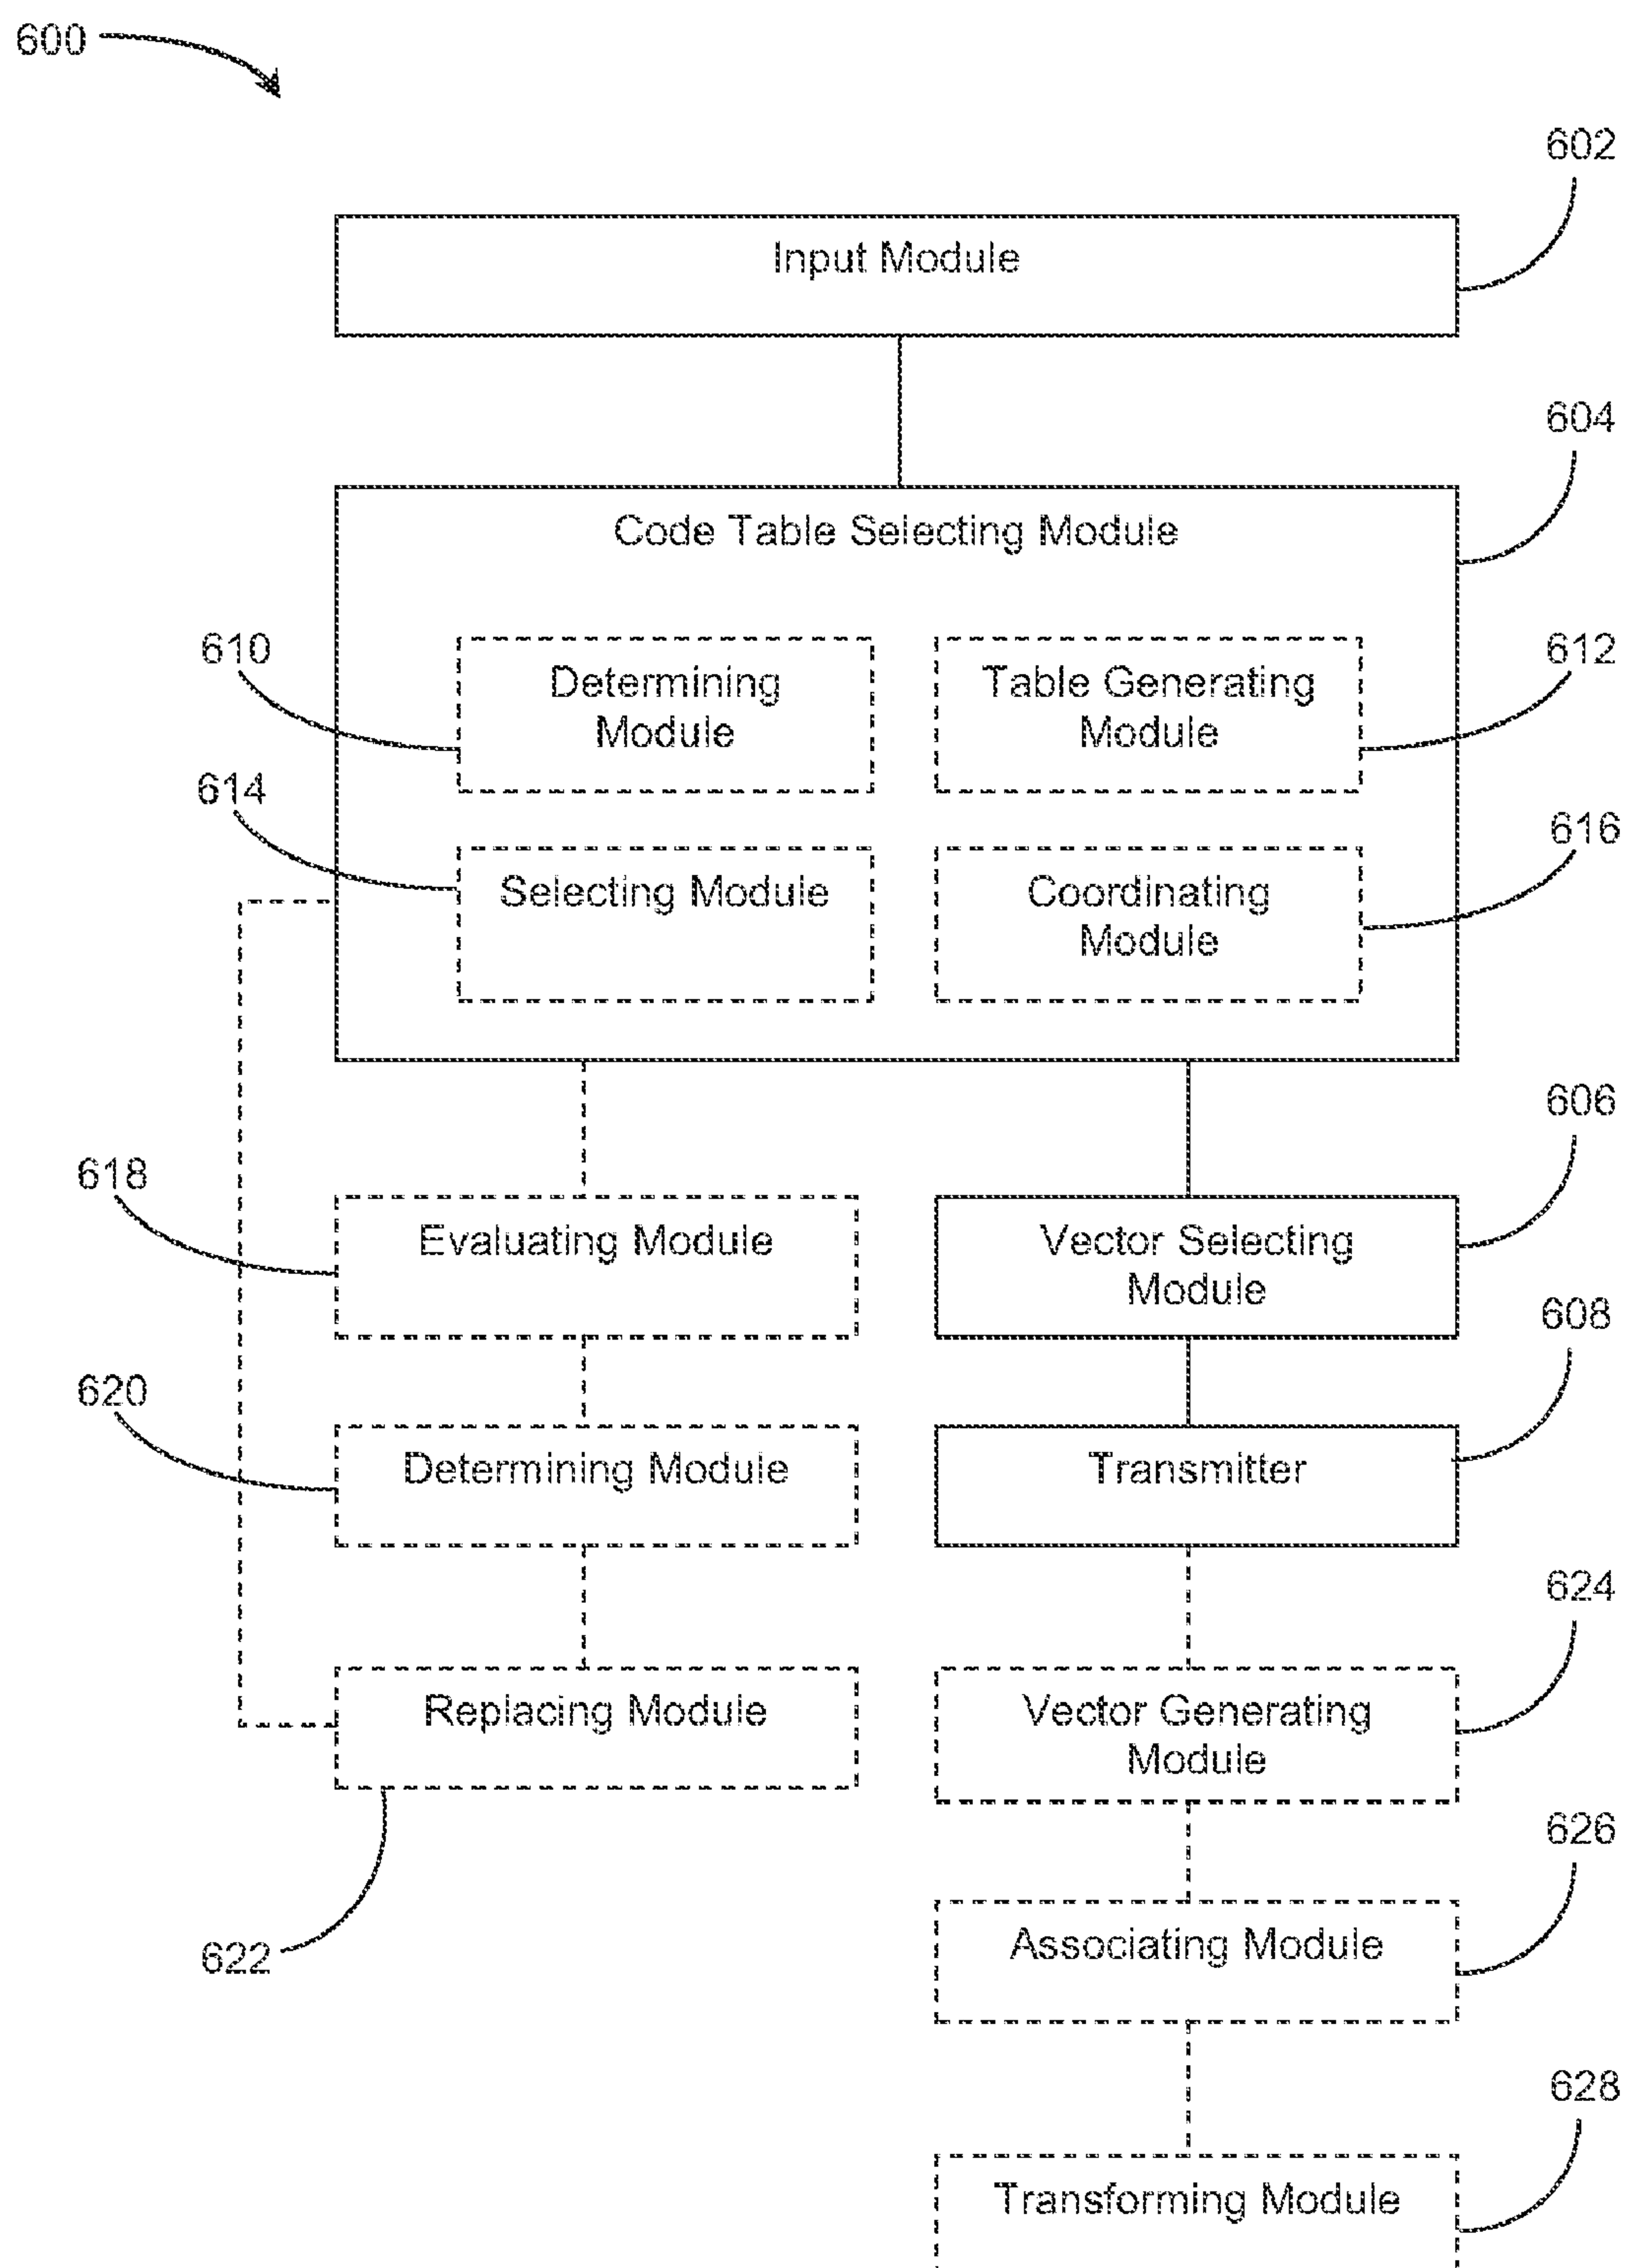 600
602
Input Module
604
Code Table Selecting Module
610
Determining
Module
Table Generating
Module
612
614
Selecting Module
Coordinating
Module
616
606
618
Evaluating Module
Vector Selecting
Module
608
620
Determining Module
Transmitter
624
Replacing Module
Vector Generating
Module
626
622
Associating Module
628
Transforming Module